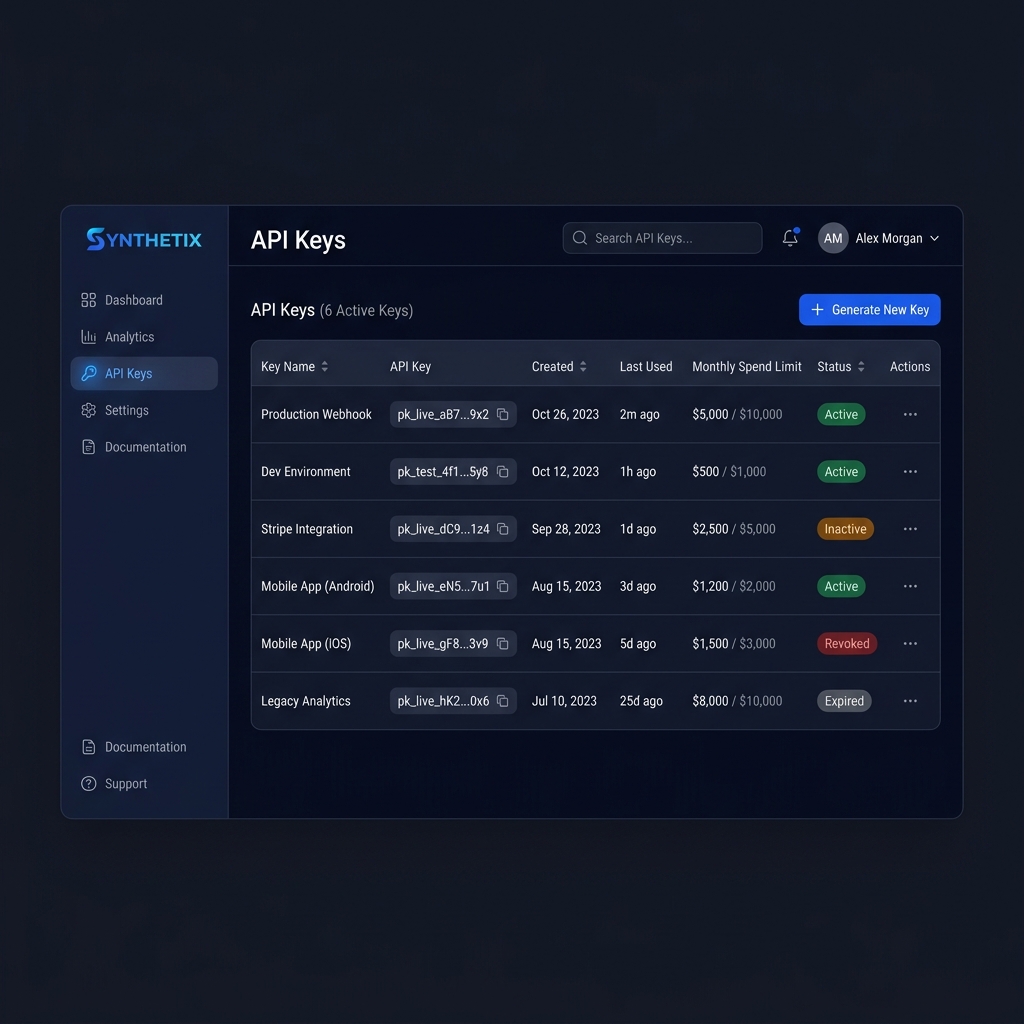 SYNTHETIX
Dashboard
Analytics
API Keys
Settings
Documentation
Documentation
Support
API Keys
Search API Keys...
AM Alex Morgan
API Keys (6 Active Keys)
+ Generate New Key
Key Name API Key Created Last Used Monthly Spend Limit Status Actions
Production Webhook pk_live_aB7...9x2 Oct 26, 2023 2m ago $5,000 / $10,000 Active ...
Dev Environment pk_test_4f1...5y8 Oct 12, 2023 1h ago $500 / $1,000 Active ...
Stripe Integration pk_live_dC9...1z4 Sep 28, 2023 1d ago $2,500 / $5,000 Inactive ...
Mobile App (Android) pk_live_eN5...7u1 Aug 15, 2023 3d ago $1,200 / $2,000 Active ...
Mobile App (IOS) pk_live_gF8...3v9 Aug 15, 2023 5d ago $1,500 / $3,000 Revoked ...
Legacy Analytics pk_live_hK2...0x6 Jul 10, 2023 25d ago $8,000 / $10,000 Expired ...